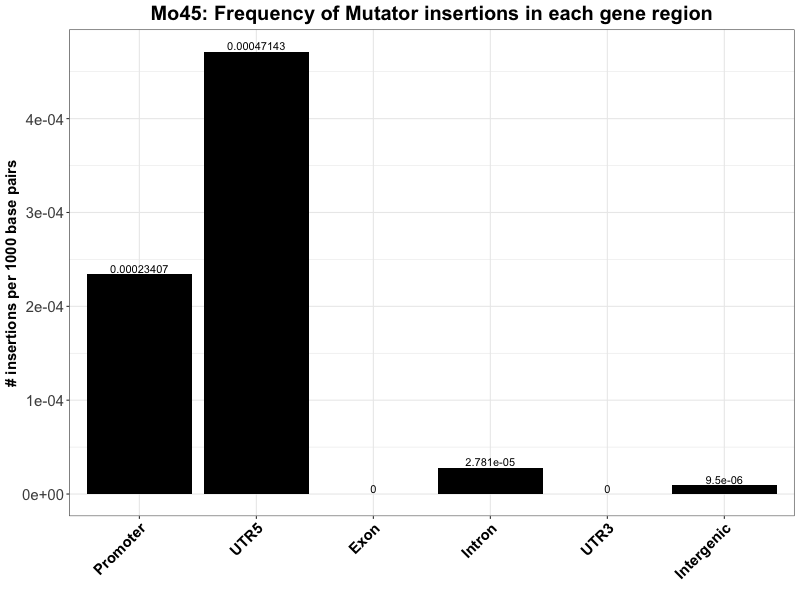 Mo45: Frequency of Mutator insertions in each gene region
# insertions per 1000 base pairs
4e-04
3e-04
2e-04
1e-04
0e+00
0.00023407
0.00047143
0
2.781e-05
0
9.5e-06
Promoter
UTR5
Exon
Intron
UTR3
Intergenic